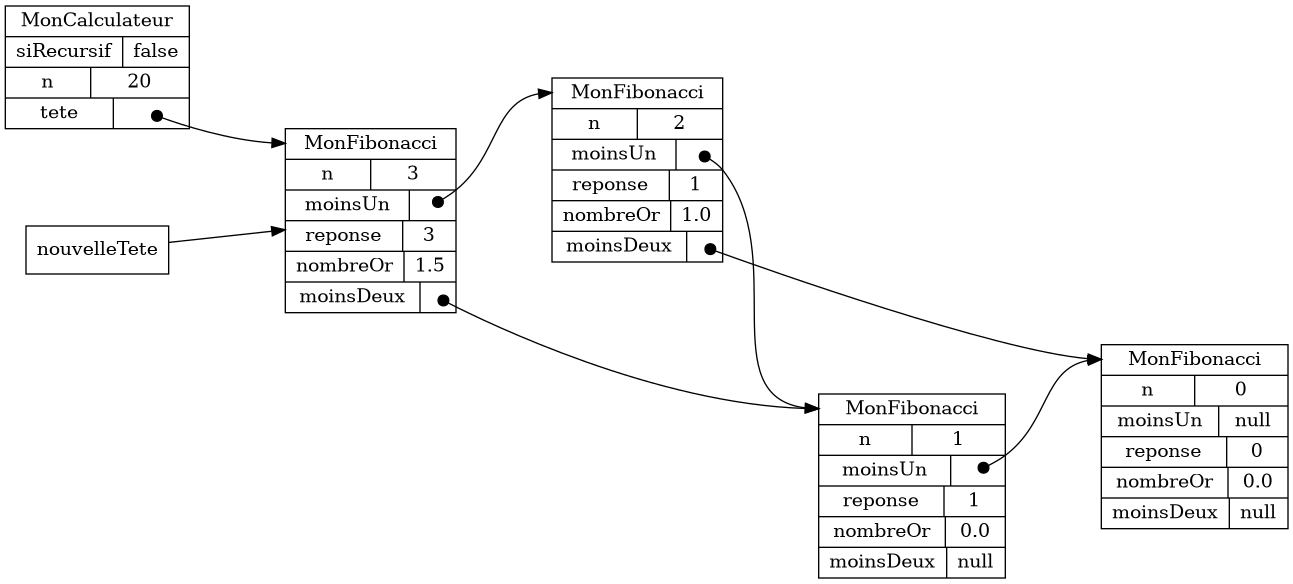 MonCalculateur
siRecursif false
n 20
tete
nouvelleTete
MonFibonacci
n 3
moinsUn
reponse 3
nombreOr 1.5
moinsDeux
MonFibonacci
n 2
moinsUn
reponse 1
nombreOr 1.0
moinsDeux
MonFibonacci
n 1
moinsUn
reponse 1
nombreOr 0.0
moinsDeux null
MonFibonacci
n 0
moinsUn null
reponse 0
nombreOr 0.0
moinsDeux null